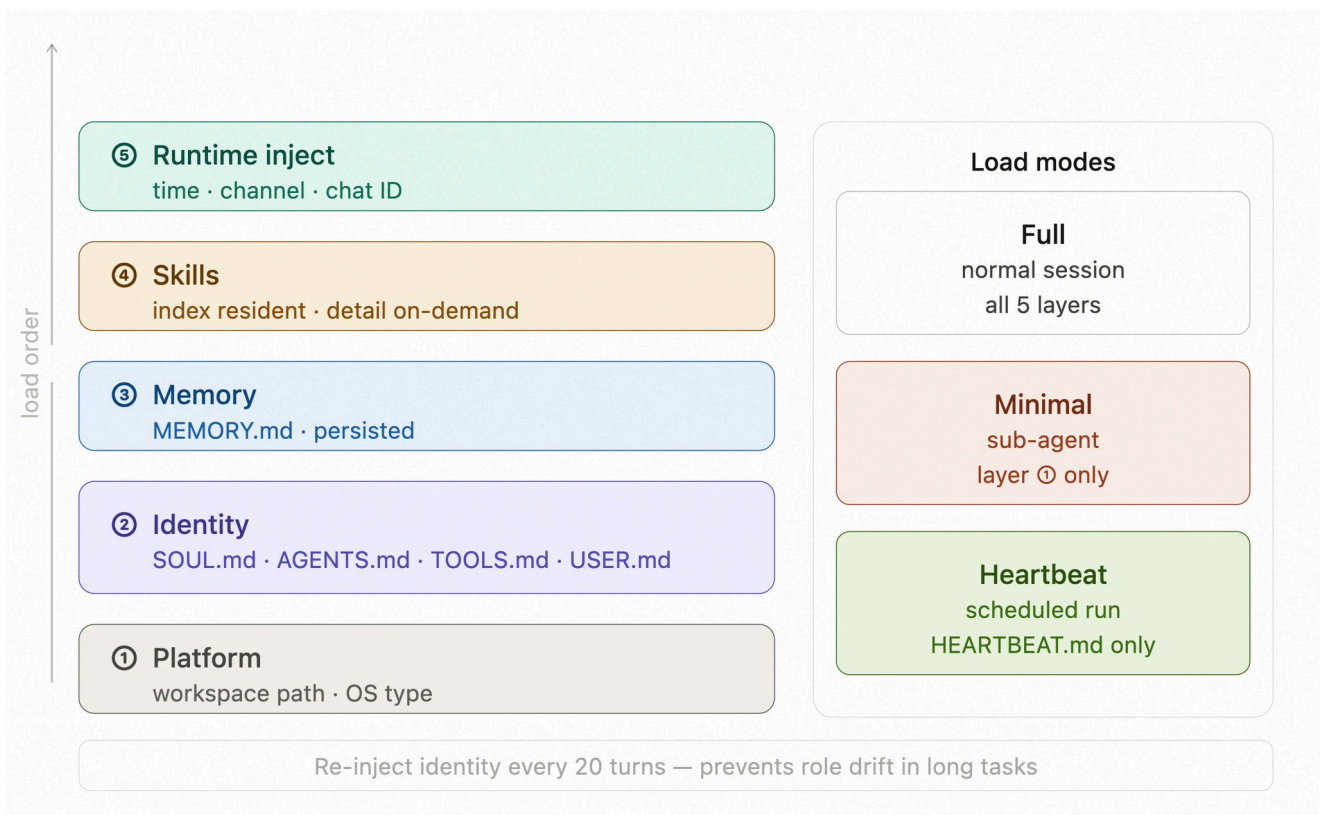 load order
⑤ Runtime inject
time · channel · chat ID
④ Skills
index resident · detail on-demand
③ Memory
MEMORY.md · persisted
② Identity
SOUL.md · AGENTS.md · TOOLS.md · USER.md
① Platform
workspace path · OS type
Load modes
Full
normal session
all 5 layers
Minimal
sub-agent
layer ① only
Heartbeat
scheduled run
HEARTBEAT.md only
Re-inject identity every 20 turns — prevents role drift in long tasks